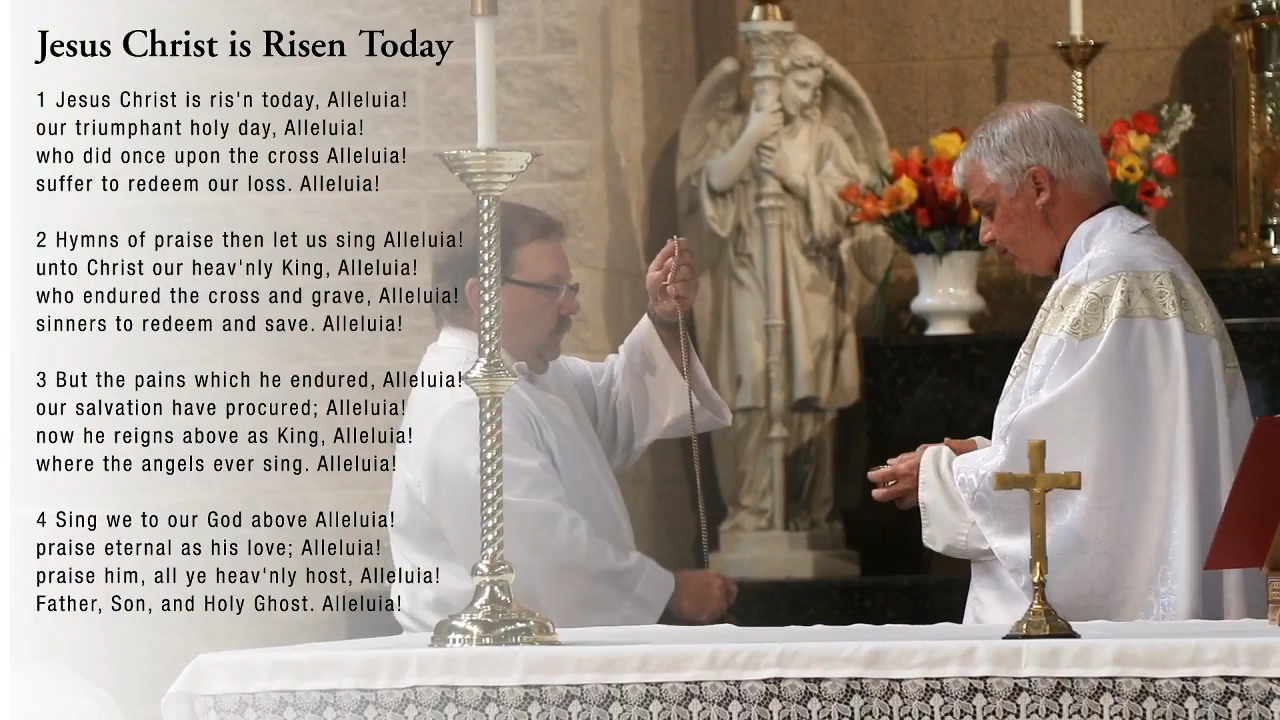 Jesus Christ is Risen Today
1 Jesus Christ is ris'n today, Alleluia!
our triumphant holy day, Alleluia!
who did once upon the cross Alleluia!
suffer to redeem our loss. Alleluia!
2 Hymns of praise then let us sing Alleluia!
unto Christ our heav'nly King, Alleluia!
who endured the cross and grave, Alleluia!
sinners to redeem and save. Alleluia!
3 But the pains which he endured, Alleluia!
our salvation have procured; Alleluia!
now he reigns above as King, Alleluia!
where the angels ever sing. Alleluia!
4 Sing we to our God above Alleluia!
praise eternal as his love; Alleluia!
praise him, all ye heav'nly host, Alleluia!
Father, Son, and Holy Ghost. Alleluia!